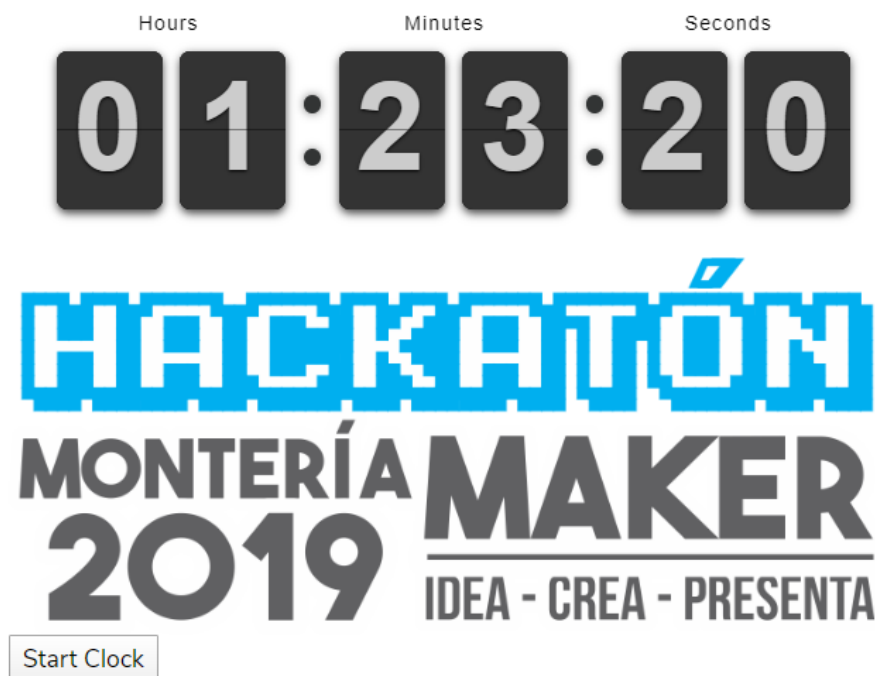 Hours Minutes Seconds
01:23:20
HACKATÓN
MONTERÍA MAKER
2019 IDEA - CREA - PRESENTA
Start Clock